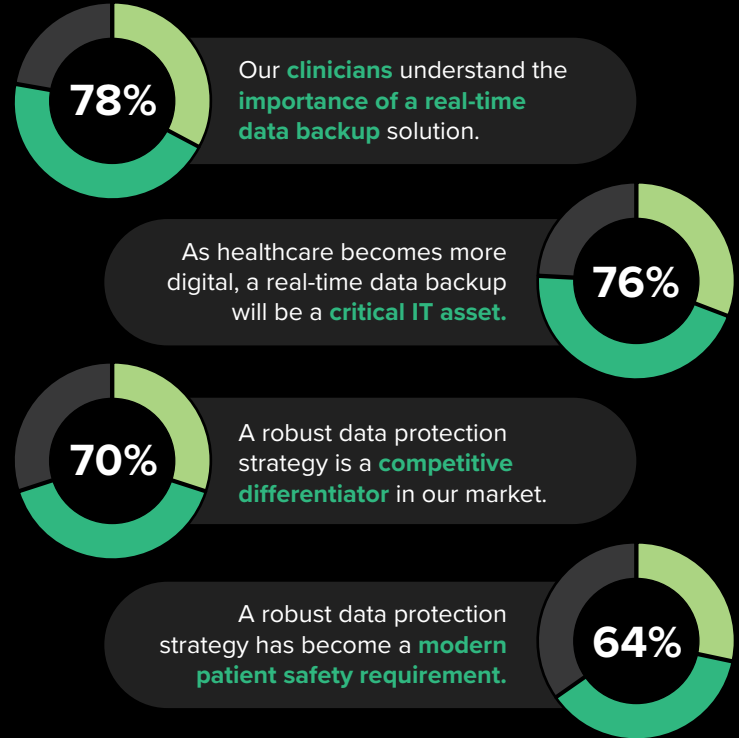 78%
Our clinicians understand the
importance of a real-time
data backup solution.
As healthcare becomes more
digital, a real-time data backup
will be a critical IT asset.
76%
70%
A robust data protection
strategy is a competitive
differentiator in our market.
A robust data protection
strategy has become a modern
patient safety requirement.
64%